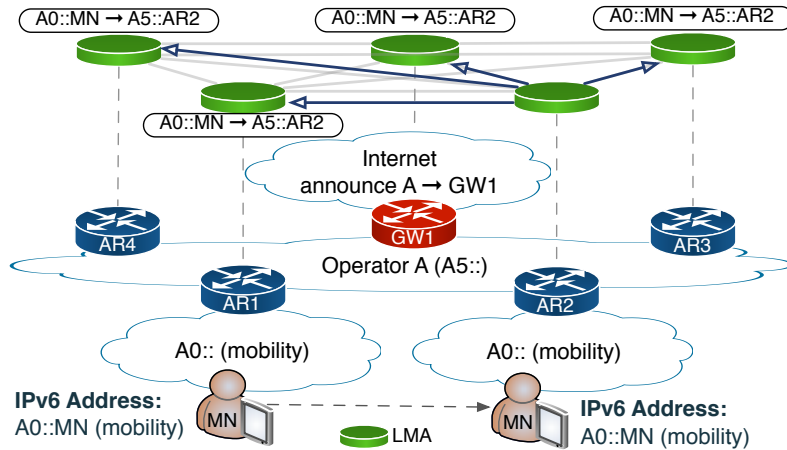 A0::MN → A5::AR2
A0::MN → A5::AR2
A0::MN → A5::AR2
A0::MN → A5::AR2
Internet
announce A → GW1
AR4
GW1
AR3
Operator A (A5::)
AR1
AR2
A0:: (mobility)
A0:: (mobility)
IPv6 Address:
A0::MN (mobility)
MN
MN
IPv6 Address:
A0::MN (mobility)
LMA